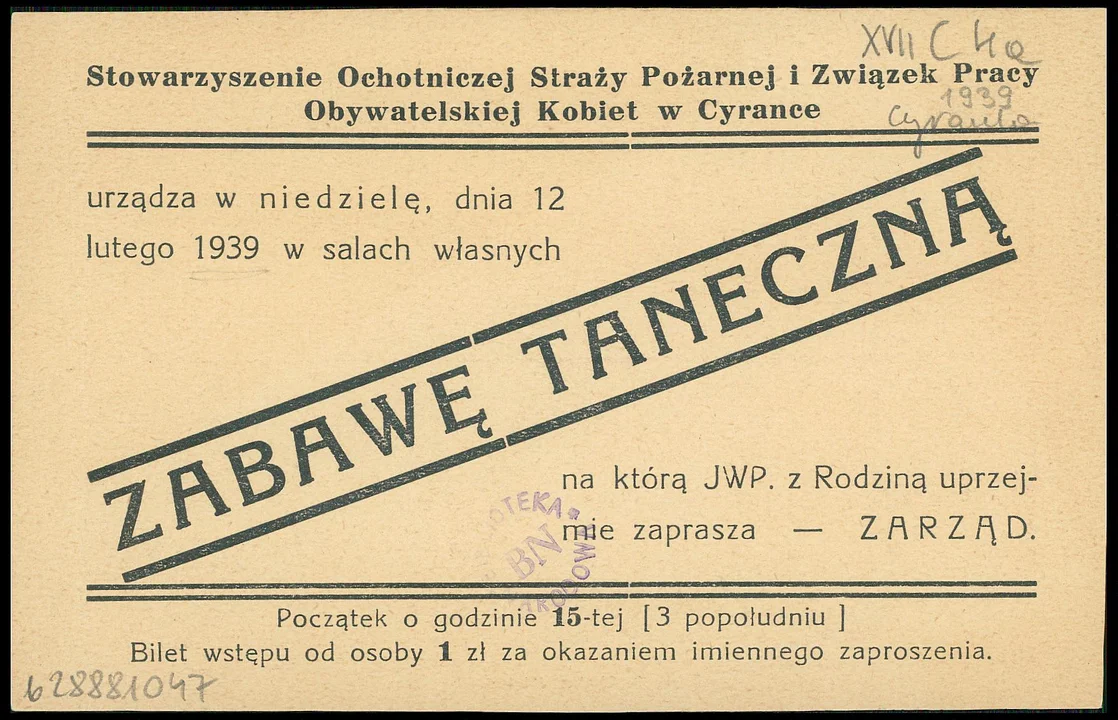 XVII C 4a
Stowarzyszenie Ochotniczej Straży Pożarnej i Związek Pracy
Obywatelskiej Kobiet w Cyrance
1939
Cyranka
urządza w niedzielę, dnia 12
lutego 1939 w salach własnych
ZABAWĘ TANECZNĄ
na którą JWP. z Rodziną uprzej-
mie zaprasza — ZARZĄD.
BN
Początek o godzinie 15-tej [3 popołudniu ]
Bilet wstępu od osoby 1 zł za okazaniem imiennego zaproszenia.
b28881047